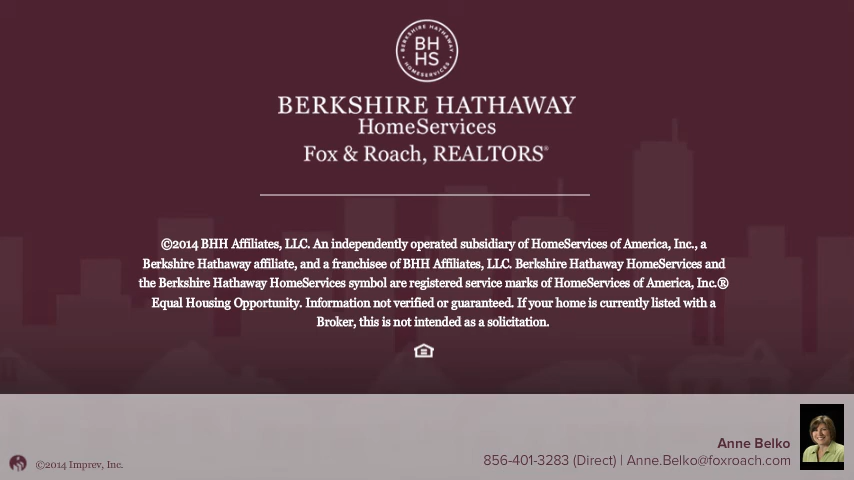 BERKSHIRE HATHAWAY
BH
HS
HOMESERVICES
BERKSHIRE HATHAWAY
HomeServices
Fox & Roach, REALTORS®
©2014 BHH Affiliates, LLC. An independently operated subsidiary of HomeServices of America, Inc., a
Berkshire Hathaway affiliate, and a franchisee of BHH Affiliates, LLC. Berkshire Hathaway HomeServices and
the Berkshire Hathaway HomeServices symbol are registered service marks of HomeServices of America, Inc.®
Equal Housing Opportunity. Information not verified or guaranteed. If your home is currently listed with a
Broker, this is not intended as a solicitation.
Anne Belko
856-401-3283 (Direct) | Anne.Belko@foxroach.com
©2014 Imprev, Inc.